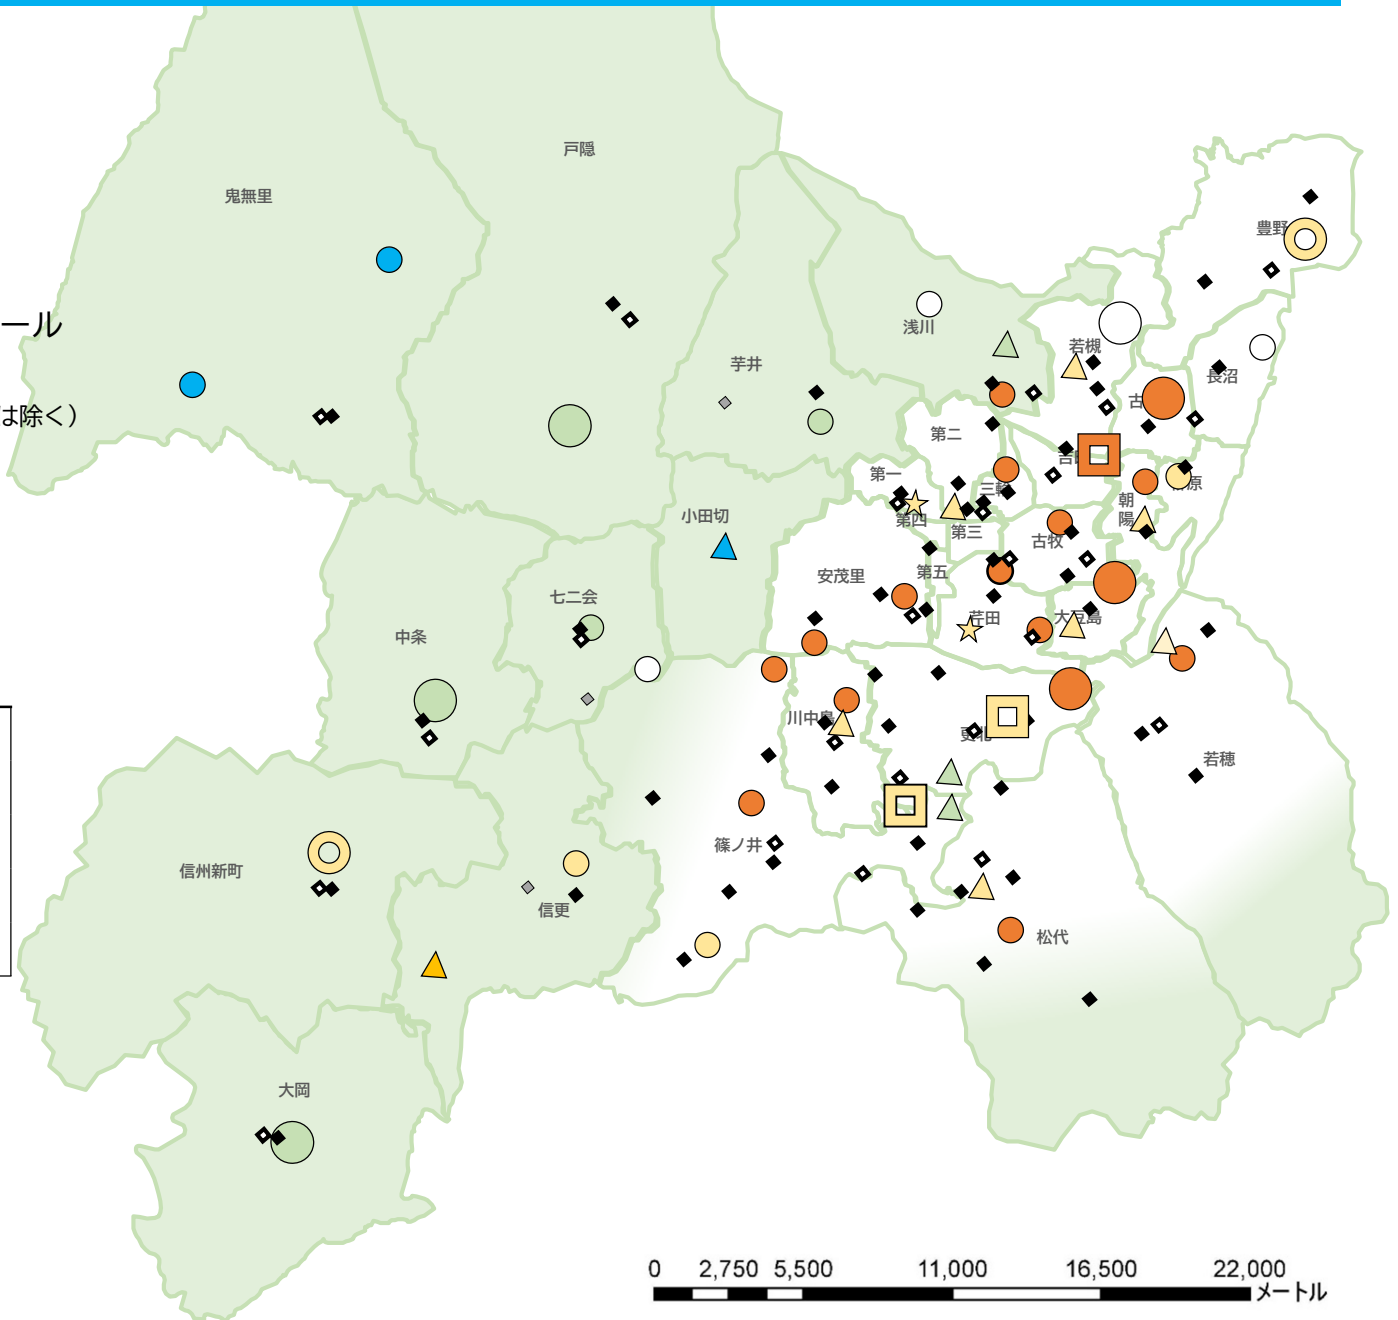 戸隠
鬼無里
豊野
ール
浅川
若槻
芋井
長沼
は除く）
古
第二
吉
第一
三輪
原
朝
陽
小田切
第四
第三
古牧
安茂里
第五
七二会
芹田
大豆島
中条
川中島
更北
若穂
篠ノ井
信州新町
信更
松代
大岡
0 2,750 5,500 11,000 16,500 22,000
メートル